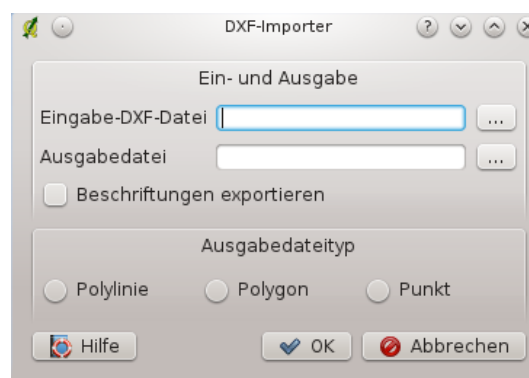 DXF-Importer
Ein- und Ausgabe
Eingabe-DXF-Datei ...
Ausgabedatei ...
Beschriftungen exportieren
Ausgabedateityp
Polylinie Polygon Punkt
Hilfe OK Abbrechen